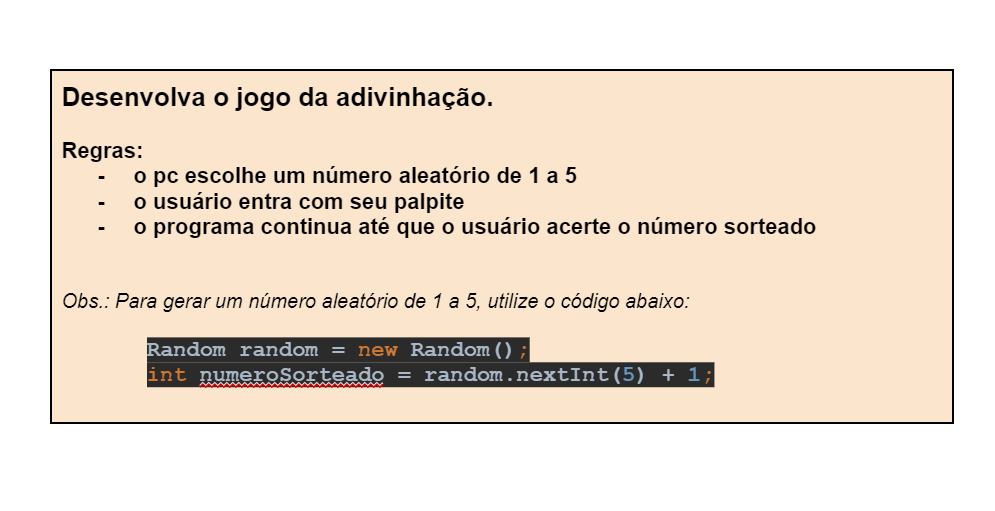 Desenvolva o jogo da adivinhação.
Regras:
- o pc escolhe um número aleatório de 1 a 5
- o usuário entra com seu palpite
- o programa continua até que o usuário acerte o número sorteado
Obs.: Para gerar um número aleatório de 1 a 5, utilize o código abaixo:
Random random = new Random();
int numeroSorteado = random.nextInt(5) + 1;